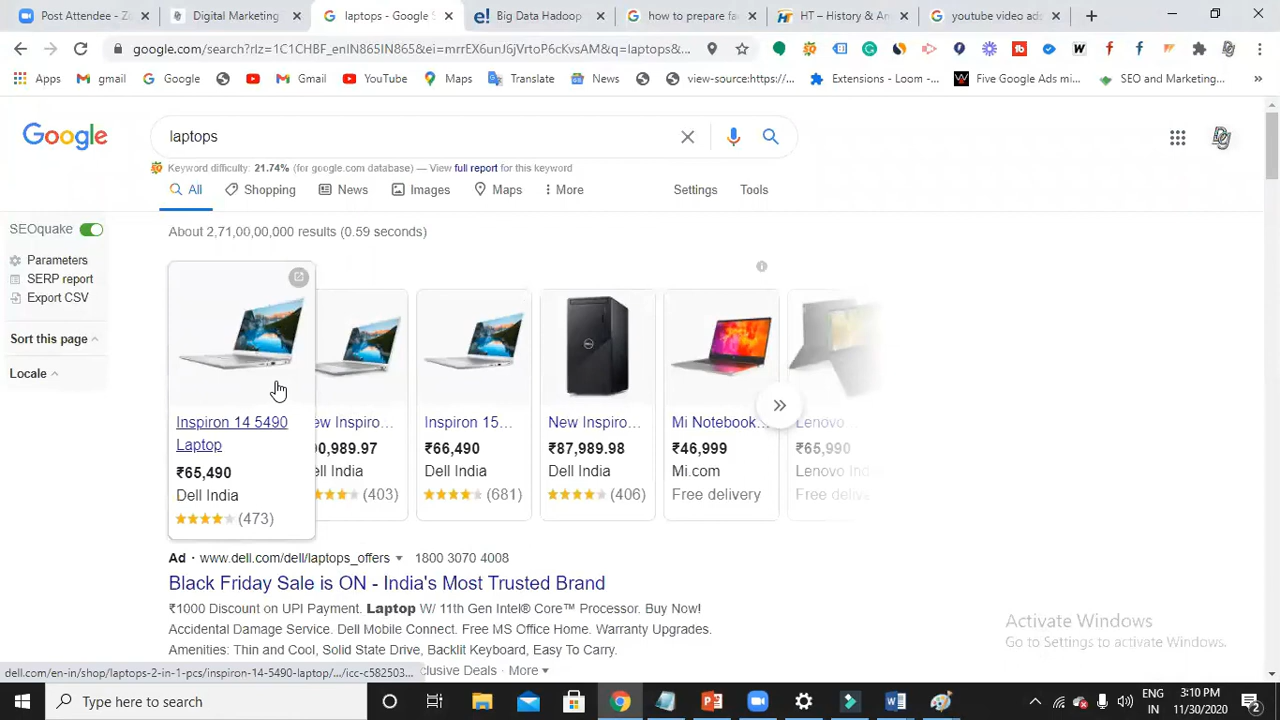 Post Attendee - Z
Digital Marketing
laptops - Google S
Big Data Hadoop
how to prepare fa
HT – History & An
youtube video ads
google.com/search?rlz=1C1CHBF_enIN865IN865&ei=mrrEX6unJ6jVrtoP6cKvsAM&q=laptops&...
Apps
gmail
Google
Gmail
YouTube
Maps
Translate
News
view-source:https://...
Extensions - Loom -...
Five Google Ads mi...
SEO and Marketing...
»
Google
laptops
Keyword difficulty: 21.74% (for google.com database) — View full report for this keyword
All
Shopping
News
Images
Maps
More
Settings
Tools
SEOquake
Parameters
SERP report
Export CSV
Sort this page
Locale
About 2,71,00,00,000 results (0.59 seconds)
Inspiron 14 5490
Laptop
₹65,490
Dell India
(473)
ew Inspiro...
0,989.97
ell India
(403)
Inspiron 15...
₹66,490
Dell India
(681)
New Inspiro...
₹87,989.98
Dell India
(406)
Mi Notebook...
₹46,999
Mi.com
Free delivery
Lenovo
₹65,990
Lenovo Ind
Free delive
Ad · www.dell.com/dell/laptops_offers 1800 3070 4008
Black Friday Sale is ON - India's Most Trusted Brand
₹1000 Discount on UPI Payment. Laptop W/ 11th Gen Intel® Core™ Processor. Buy Now!
Accidental Damage Service. Dell Mobile Connect. Free MS Office Home. Warranty Upgrades.
Amenities: Thin and Cool, Solid State Drive, Backlit Keyboard, Easy To Carry.
clusive Deals · More
dell.com/en-in/shop/laptops-2-in-1-pcs/inspiron-14-5490-laptop/.../icc-c582503...
Activate Windows
Go to Settings to activate Windows.
Type here to search
ENG
IN
3:10 PM
11/30/2020
2